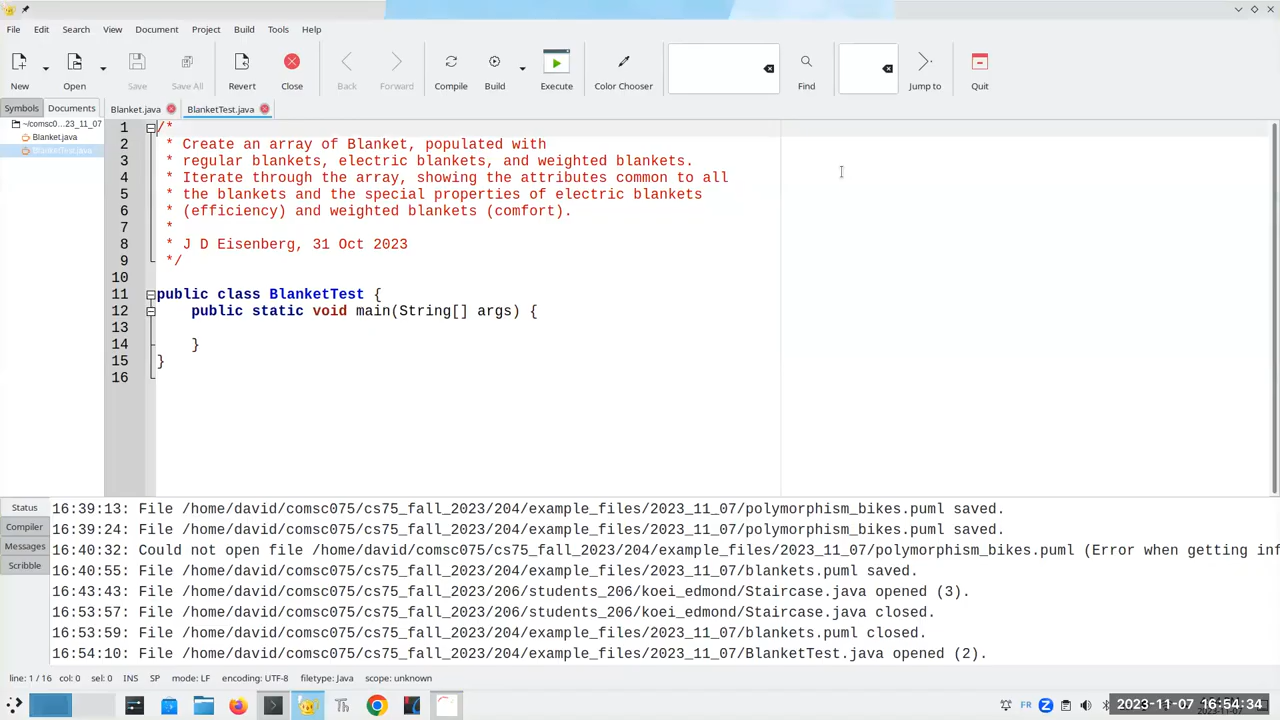 File Edit Search View Document Project Build Tools Help
New Open Save Save All Revert Close Back Forward Compile Build Execute Color Chooser Find Jump to Quit
Symbols Documents Blanket.java BlanketTest.java
~/comsc0...23_11_07
Blanket.java
BlanketTest.java
1 /*
2 * Create an array of Blanket, populated with
3 * regular blankets, electric blankets, and weighted blankets.
4 * Iterate through the array, showing the attributes common to all
5 * the blankets and the special properties of electric blankets
6 * (efficiency) and weighted blankets (comfort).
7 *
8 * J D Eisenberg, 31 Oct 2023
9 */
10
11 public class BlanketTest {
12 public static void main(String[] args) {
13
14 }
15 }
16
Status
Compiler
Messages
Scribble
16:39:13: File /home/david/comsc075/cs75_fall_2023/204/example_files/2023_11_07/polymorphism_bikes.puml saved.
16:39:24: File /home/david/comsc075/cs75_fall_2023/204/example_files/2023_11_07/polymorphism_bikes.puml saved.
16:40:32: Could not open file /home/david/comsc075/cs75_fall_2023/204/example_files/2023_11_07/polymorphism_bikes.puml (Error when getting inf
16:40:55: File /home/david/comsc075/cs75_fall_2023/204/example_files/2023_11_07/blankets.puml saved.
16:43:43: File /home/david/comsc075/cs75_fall_2023/206/students_206/koei_edmond/Staircase.java opened (3).
16:53:57: File /home/david/comsc075/cs75_fall_2023/206/students_206/koei_edmond/Staircase.java closed.
16:53:59: File /home/david/comsc075/cs75_fall_2023/204/example_files/2023_11_07/blankets.puml closed.
16:54:10: File /home/david/comsc075/cs75_fall_2023/204/example_files/2023_11_07/BlanketTest.java opened (2).
line: 1 / 16 col: 0 sel: 0 INS SP mode: LF encoding: UTF-8 filetype: Java scope: unknown
FR 2023-11-07 16:54:34